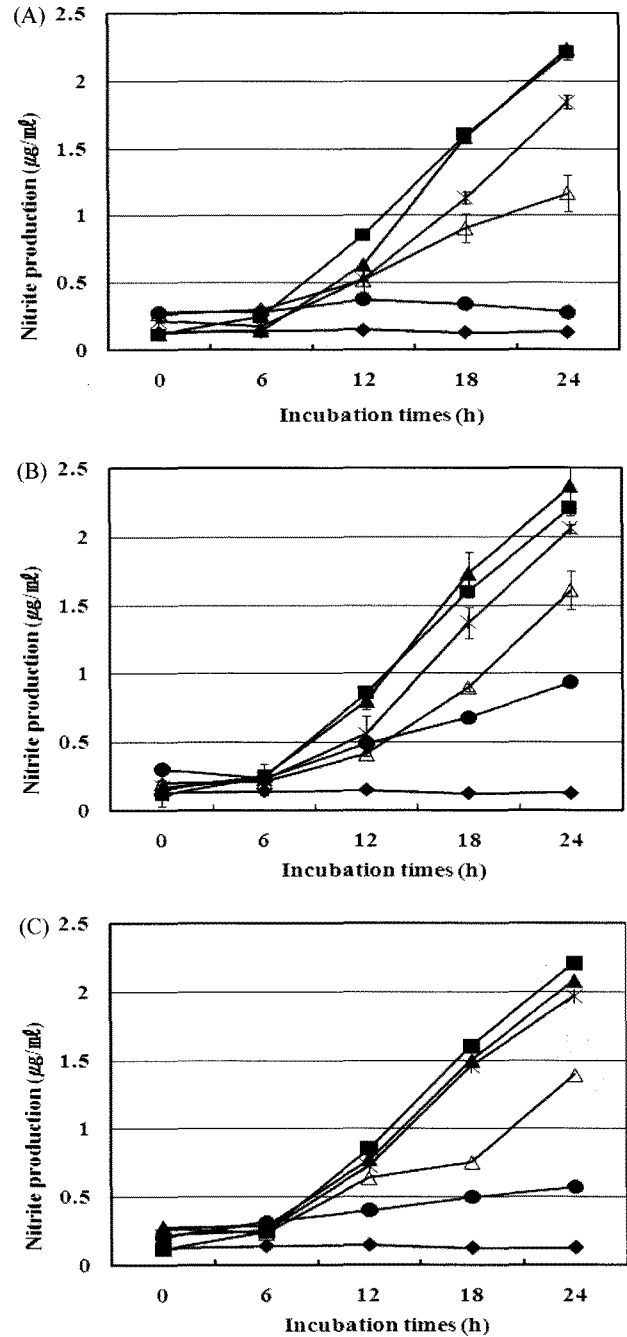 (A)
2.5
2
1.5
1
0.5
0
Nitrite production (㎍/㎖)
0 6 12 18 24
Incubation times (h)
(B)
2.5
2
1.5
1
0.5
0
Nitrite production (㎍/㎖)
0 6 12 18 24
Incubation times (h)
(C)
2.5
2
1.5
1
0.5
0
Nitrite production (㎍/㎖)
0 6 12 18 24
Incubation times (h)